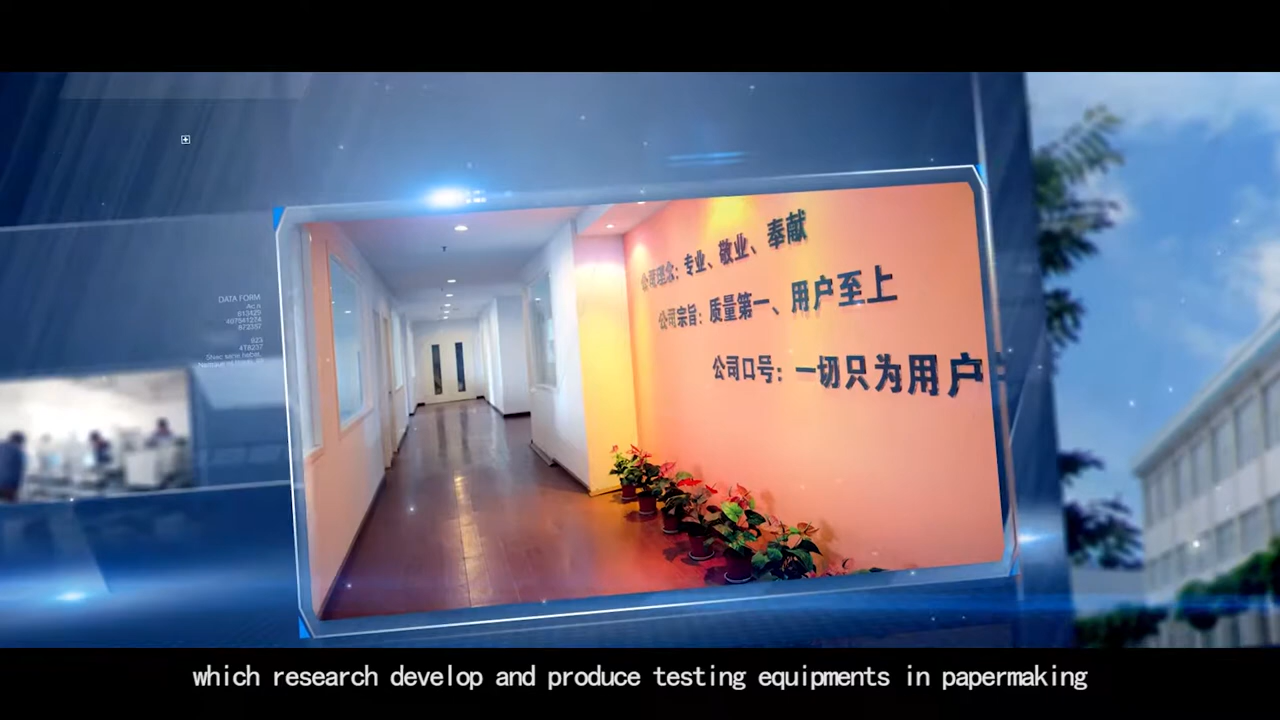 DATA FORM
613425
公司理念：专业、敬业、奉献
公司宗旨：质量第一、用户至上
公司口号：一切只为用户
which research develop and produce testing equipments in papermaking